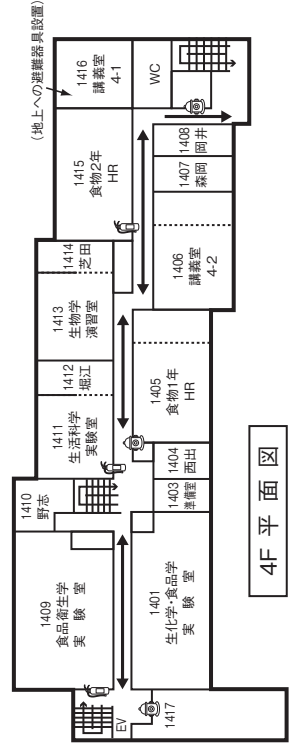 (地上への避難器具設置)
1416
講義室
4-1
WC
1415
食物2年
HR
1408
岡井
1407
森岡
1414
芝田
1413
生物学
演習室
1406
講義室
4-2
1412
堀江
1411
生活科学
実験室
1405
食物1年
HR
1410
野志
1404
西出
1403
準備室
1409
食品衛生学
実験室
1401
生化学・食品学
実験室
EV
1417
4F 平面図